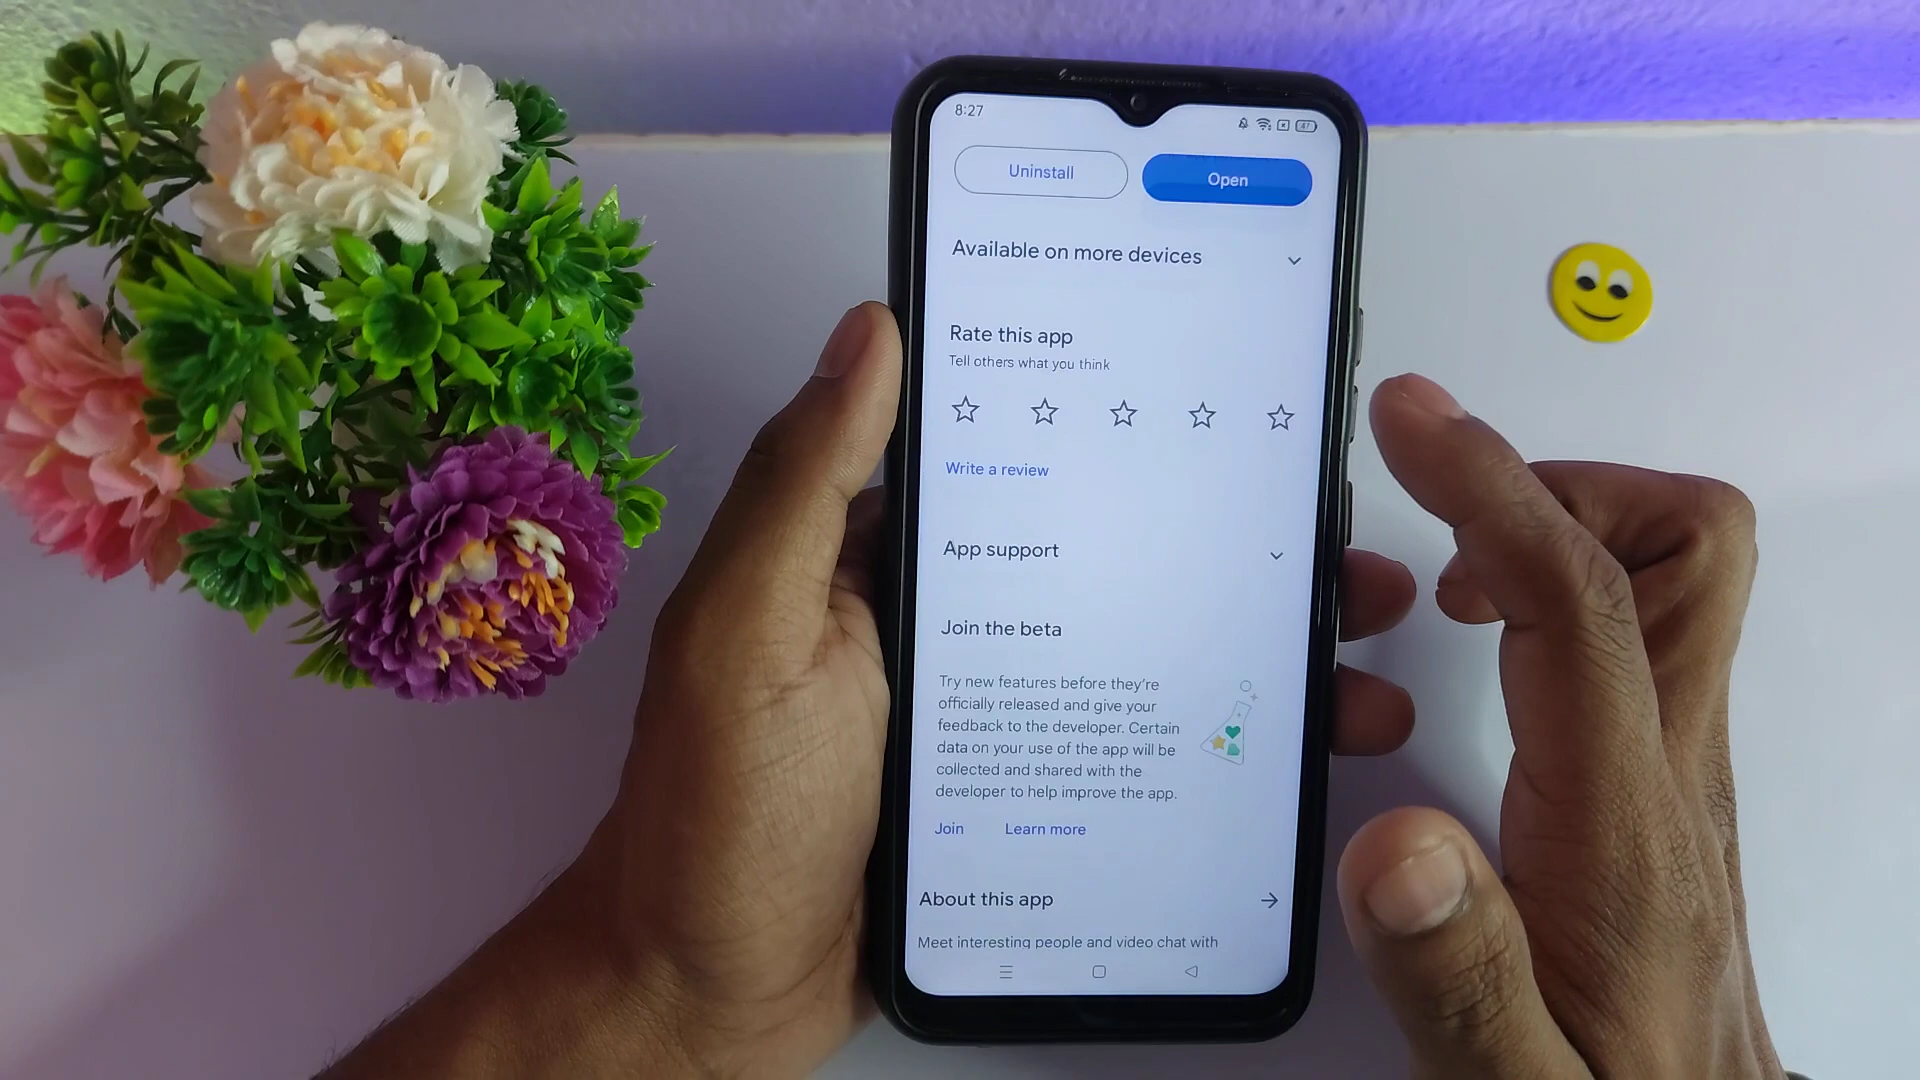 8:27
47
Uninstall
Open
Available on more devices
Rate this app
Tell others what you think
Write a review
App support
Join the beta
Try new features before they're
officially released and give your
feedback to the developer. Certain
data on your use of the app will be
collected and shared with the
developer to help improve the app.
Join Learn more
About this app
Meet interesting people and video chat with